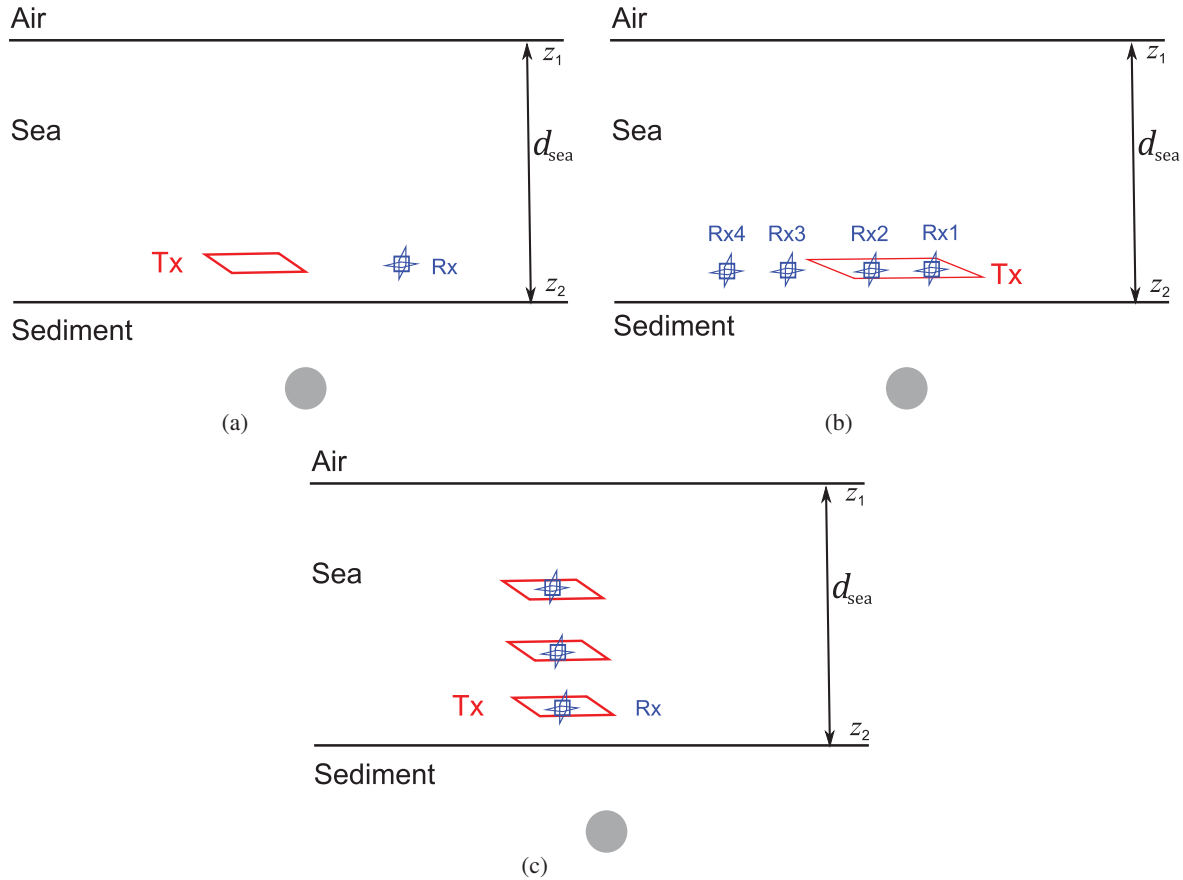 Air
z1
Sea
dsea
Tx
Rx
z2
Sediment
(a)
Air
z1
Sea
dsea
Rx4 Rx3 Rx2 Rx1
Tx
z2
Sediment
(b)
Air
z1
Sea
dsea
Tx
Rx
z2
Sediment
(c)